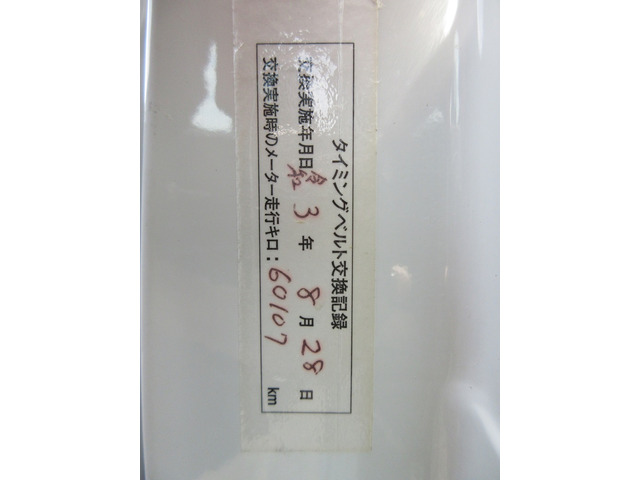 タイミングベルト交換記録
交換実施年月日 令和 3 年 8 月 28 日
交換実施時のメーター走行キロ：60107 km